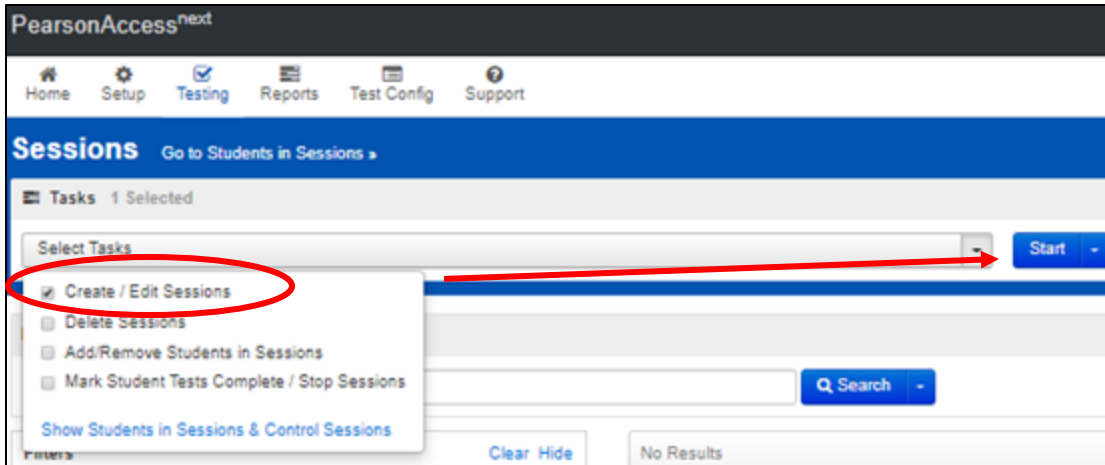 PearsonAccessnext
Home Setup Testing Reports Test Config Support
Sessions Go to Students in Sessions »
Tasks 1 Selected
Select Tasks
Start
Create / Edit Sessions
Delete Sessions
Add/Remove Students in Sessions
Mark Student Tests Complete / Stop Sessions
Search
Show Students in Sessions & Control Sessions
Filters Clear Hide No Results